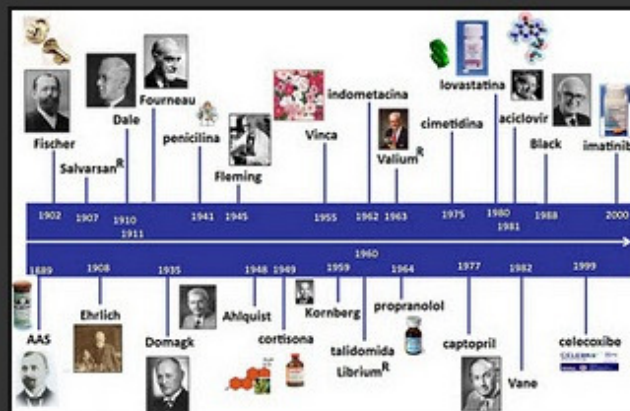 lovastatina
Fourneau
indometacina
Dale
cimetidina
aciclovir
penicilina
Vinca
Black
imatinib
Fischer
Valium R
Salvarsan R
Fleming
1902 1907 1910 1941 1945 1955 1962 1963 1975 1980 1988 2000
1911 1981
1960
1889 1908 1935 1948 1949 1959 1964 1977 1982 1999
Kornberg
propranolol
Ehrlich
Ahlquist
AAS
Domagk
cortisona
captopril
celecoxibe
talidomida
Librium R
Vane